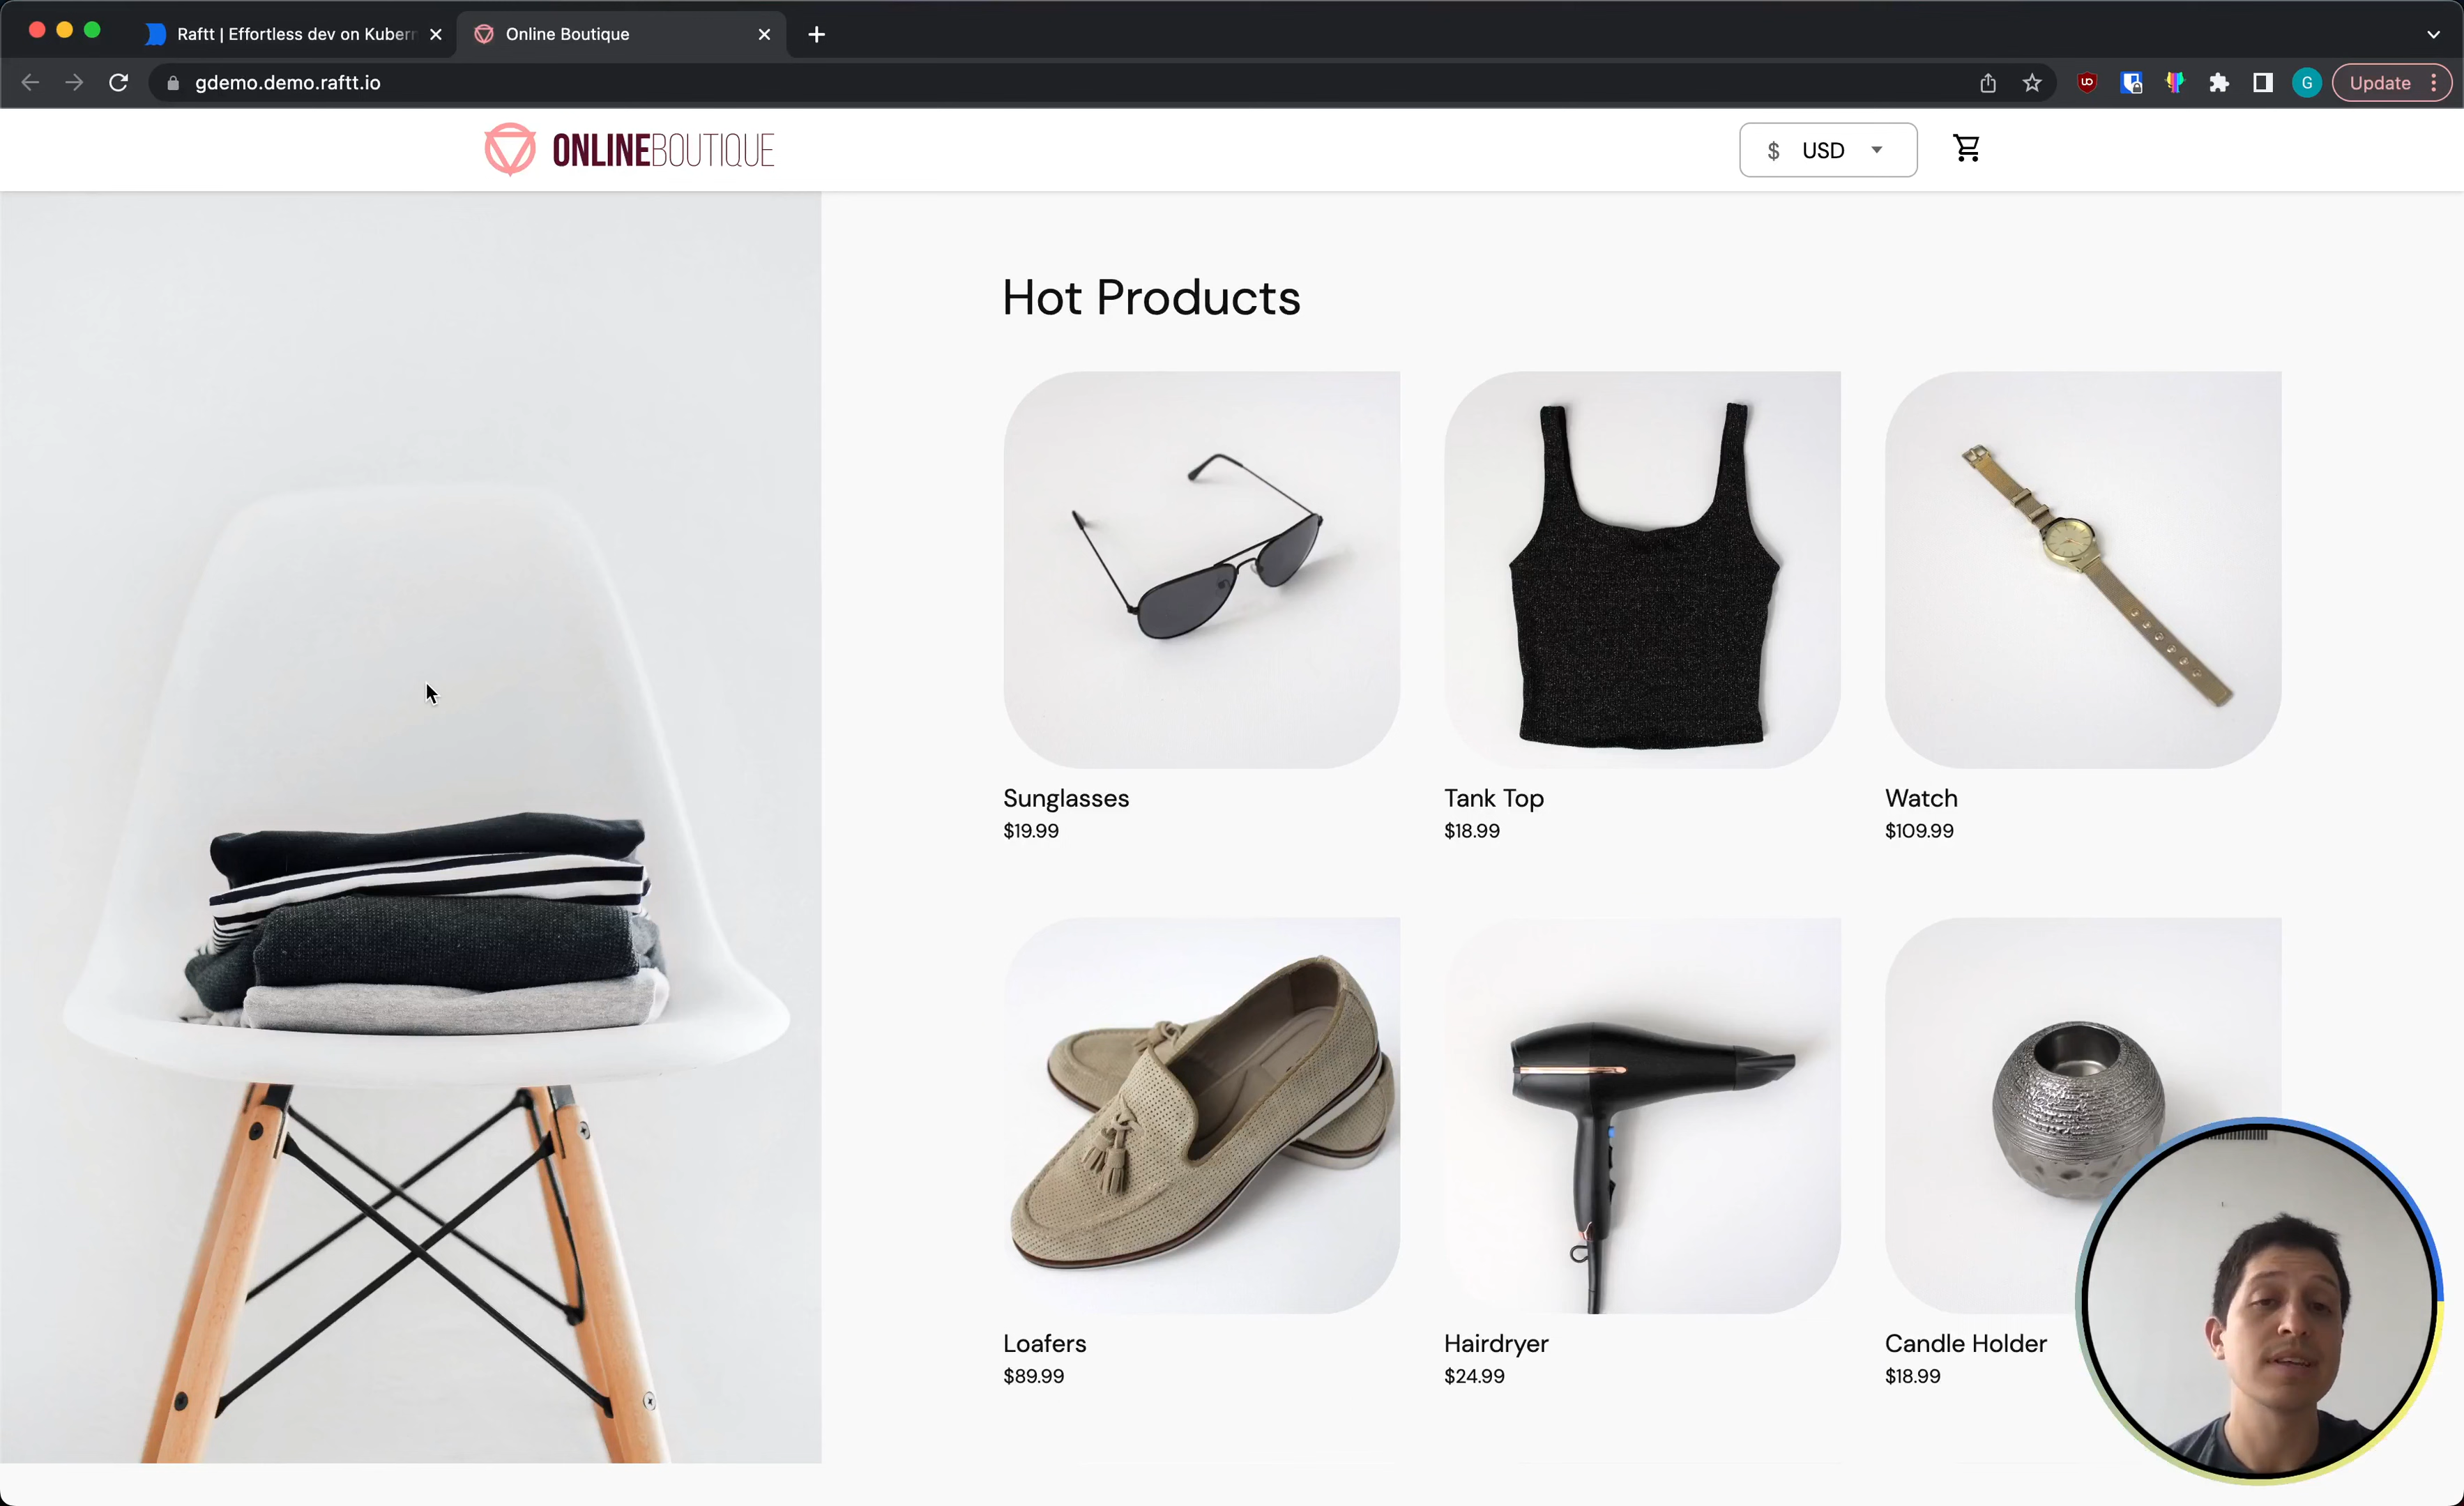 Raftt | Effortless dev on Kubern
Online Boutique
gdemo.demo.raftt.io
G
Update
ONLINEBOUTIQUE
$ USD
Hot Products
Sunglasses
Tank Top
Watch
$19.99
$18.99
$109.99
Loafers
Hairdryer
Candle Holder
$89.99
$24.99
$18.99